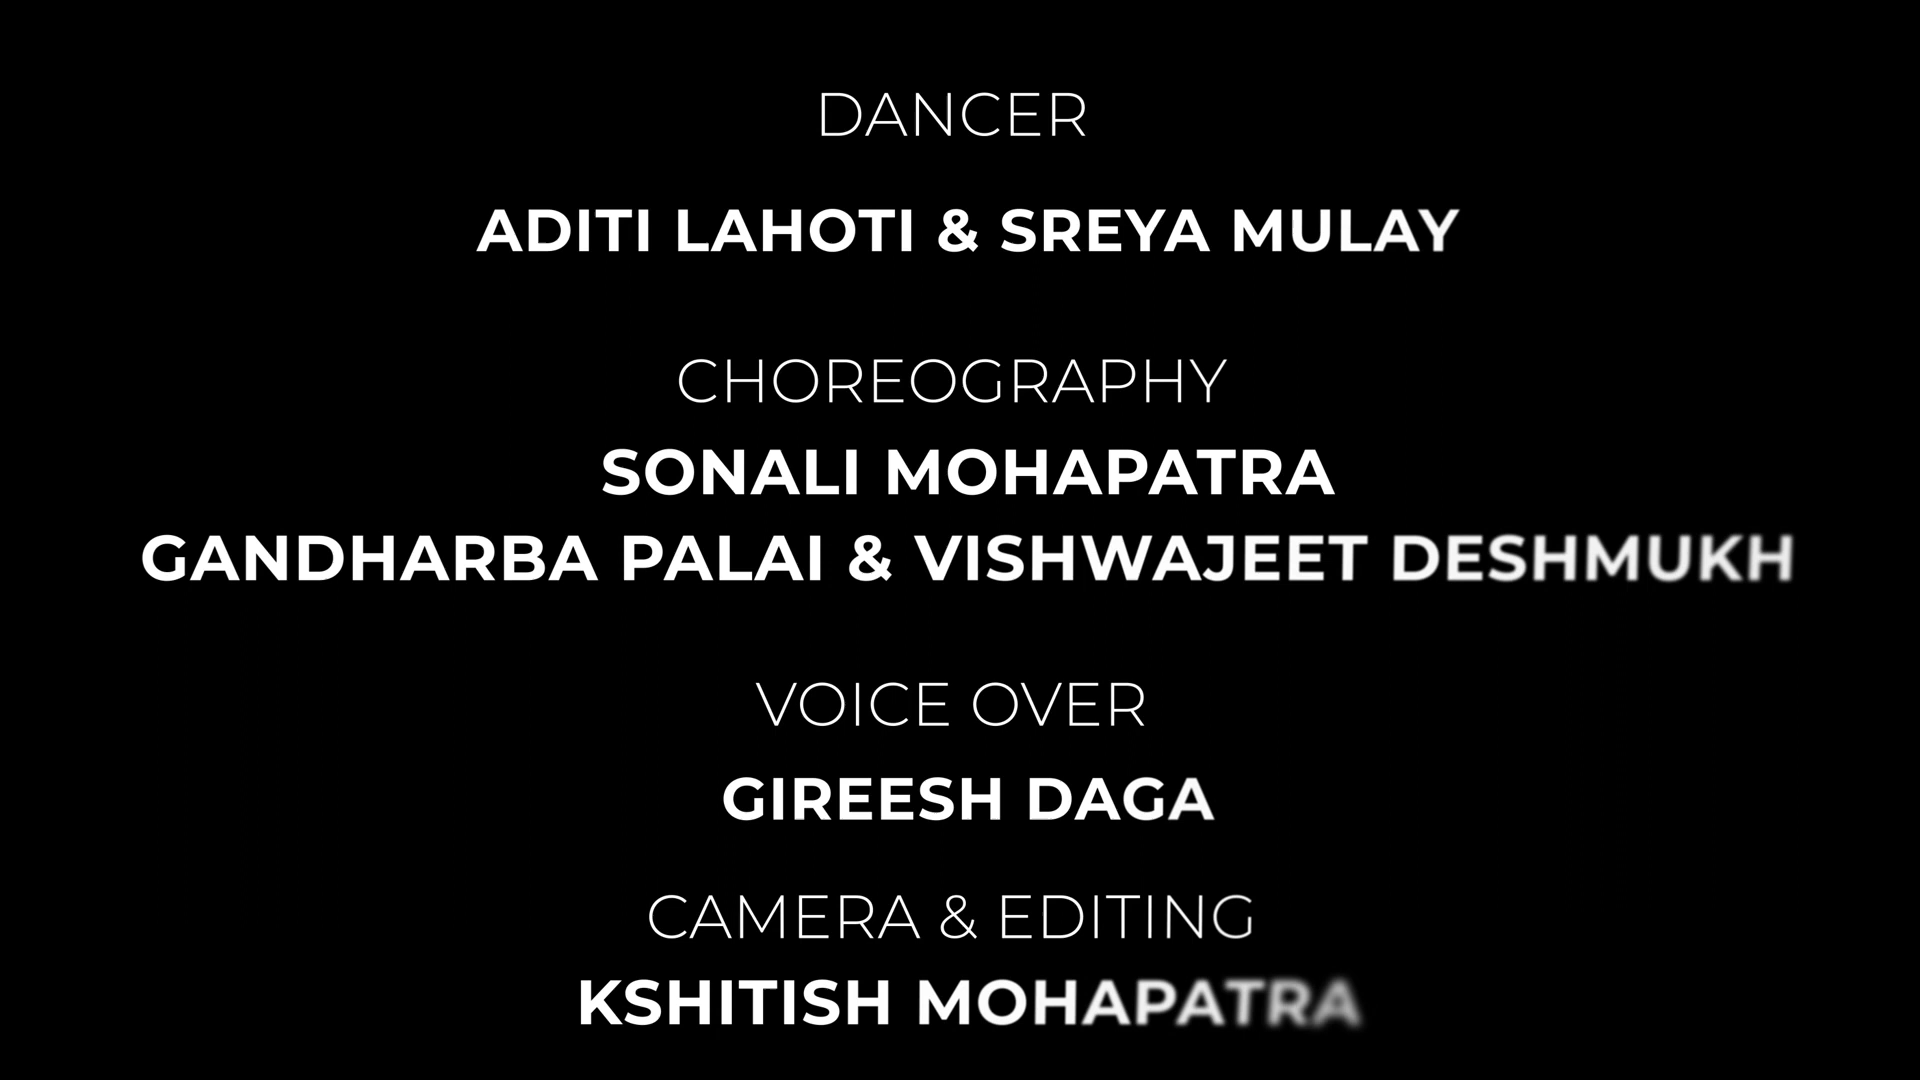 DANCER
ADITI LAHOTI & SREYA MULAY
CHOREOGRAPHY
SONALI MOHAPATRA
GANDHARBA PALAI & VISHWAJEET DESHMUKH
VOICE OVER
GIREESH DAGA
CAMERA & EDITING
KSHITISH MOHAPATRA